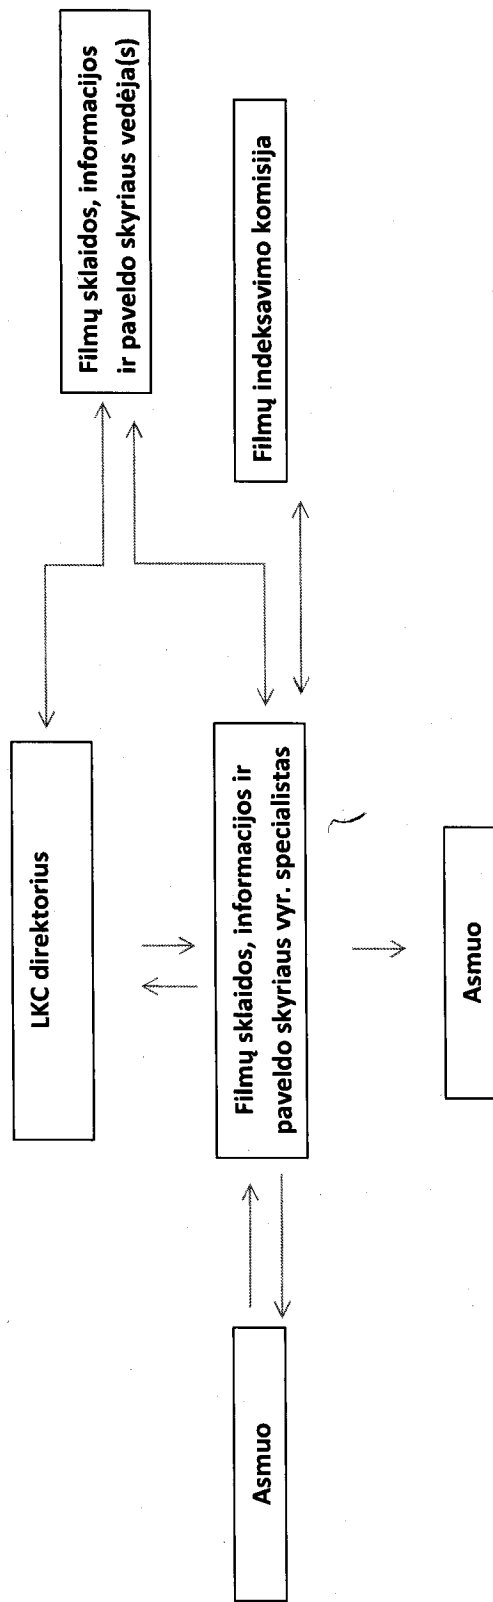 LKC direktorius
Filmų sklaidos, informacijos
ir paveldo skyriaus vedėja(s)
Asmuo
Filmų sklaidos, informacijos ir
paveldo skyriaus vyr. specialistas
Filmų indeksavimo komisija
Asmuo